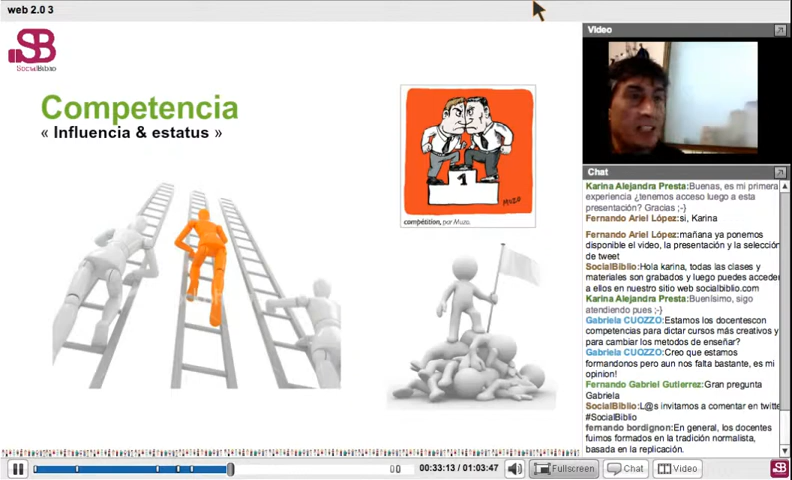 web 2.0 3
SB
SocialBiblio
Competencia
« Influencia & estatus »
1
MUZO
compétition, par Muzo.
Video
Chat
Karina Alejandra Presta:Buenas, es mi primera
experiencia ¿tenemos acceso luego a esta
presentación? Gracias ;-)
Fernando Ariel López:si, Karina
Fernando Ariel López:mañana ya ponemos
disponible el video, la presentación y la selección
de tweet
SocialBiblio:Hola karina, todas las clases y
materiales son grabados y luego puedes acceder
a ellos en nuestro sitio web socialbiblio.com
Karina Alejandra Presta:Buenísimo, sigo
atendiendo pues ;-}
Gabriela CUOZZO:Estamos los docentescon
competencias para dictar cursos más creativos y
para cambiar los metodos de enseñar?
Gabriela CUOZZO:Creo que estamos
formandonos pero aun nos falta bastante, es mi
opinion!
Fernando Gabriel Gutierrez:Gran pregunta
Gabriela
SocialBiblio:L@s invitamos a comentar en twitte
#SocialBiblio
fernando bordignon:En general, los docentes
fuimos formados en la tradición normalista,
basada en la replicación.
00:33:13 / 01:03:47
Fullscreen
Chat
Video
SB